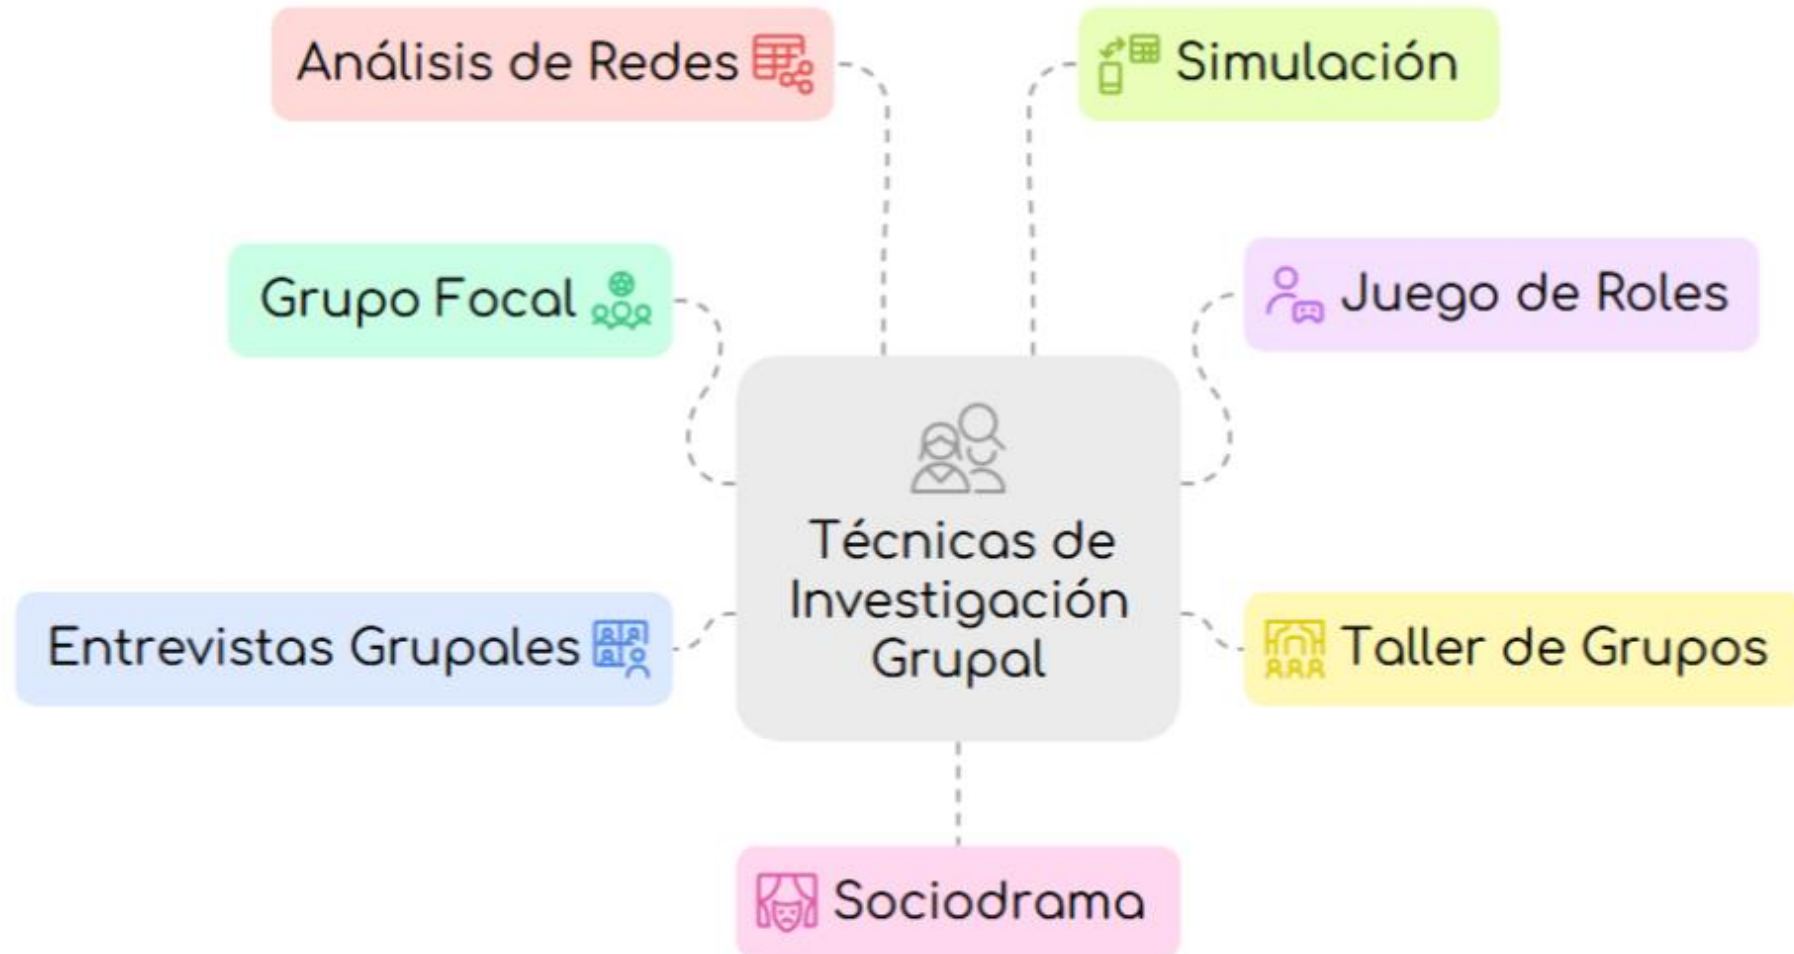 Análisis de Redes
Simulación
Grupo Focal
Juego de Roles
Técnicas de
Investigación
Grupal
Entrevistas Grupales
Taller de Grupos
Sociodrama